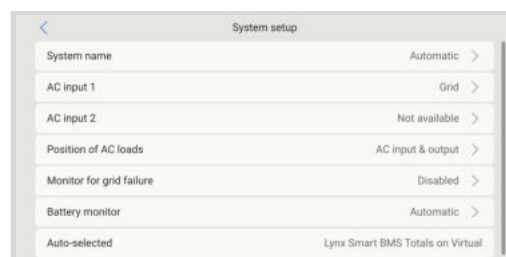 System setup
System name Automatic
AC input 1 Grid
AC input 2 Not available
Position of AC loads AC input & output
Monitor for grid failure Disabled
Battery monitor Automatic
Auto-selected Lynx Smart BMS Totals on Virtual